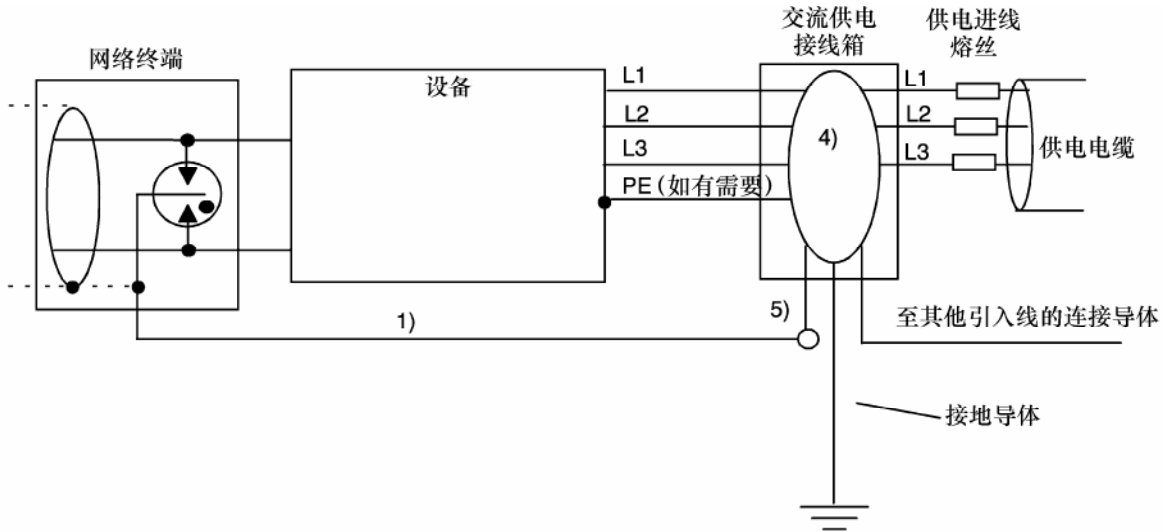 网络终端
设备
交流供电
接线箱
供电进线
熔丝
L1
L2
L3
PE(如有需要)
4)
L1
L2
L3
供电电缆
1)
5)
至其他引入线的连接导体
接地导体